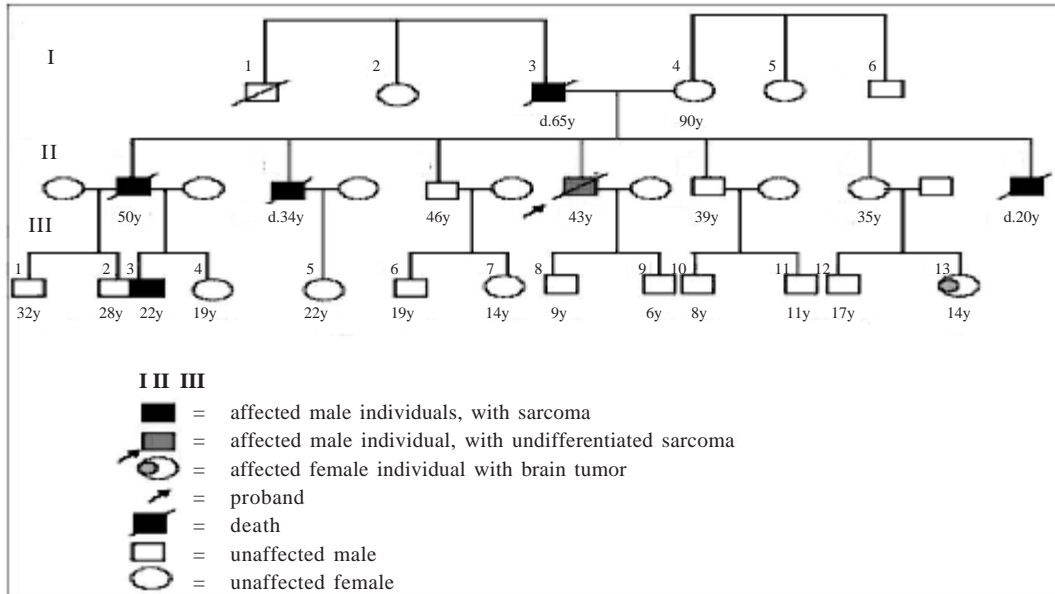 I
1 2 3 4 5 6
d.65y 90y
II
50y d.34y 46y 43y 39y 35y d.20y
III
1 2 3 4 5 6 7 8 9 10 11 12 13
32y 28y 22y 19y 22y 19y 14y 9y 6y 8y 11y 17y 14y
I II III
= affected male individuals, with sarcoma
= affected male individual, with undifferentiated sarcoma
= affected female individual with brain tumor
= proband
= death
= unaffected male
= unaffected female